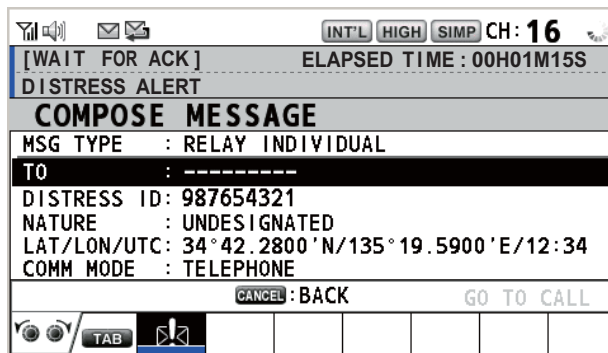 INT'L HIGH SIMP CH: 16
[WAIT FOR ACK] ELAPSED TIME : 00H01M15S
DISTRESS ALERT
COMPOSE MESSAGE
MSG TYPE : RELAY INDIVIDUAL
TO : ---------
DISTRESS ID: 987654321
NATURE : UNDESIGNATED
LAT/LON/UTC: 34°42.2800'N/135°19.5900'E/12:34
COMM MODE : TELEPHONE
CANCEL : BACK GO TO CALL
/ TAB